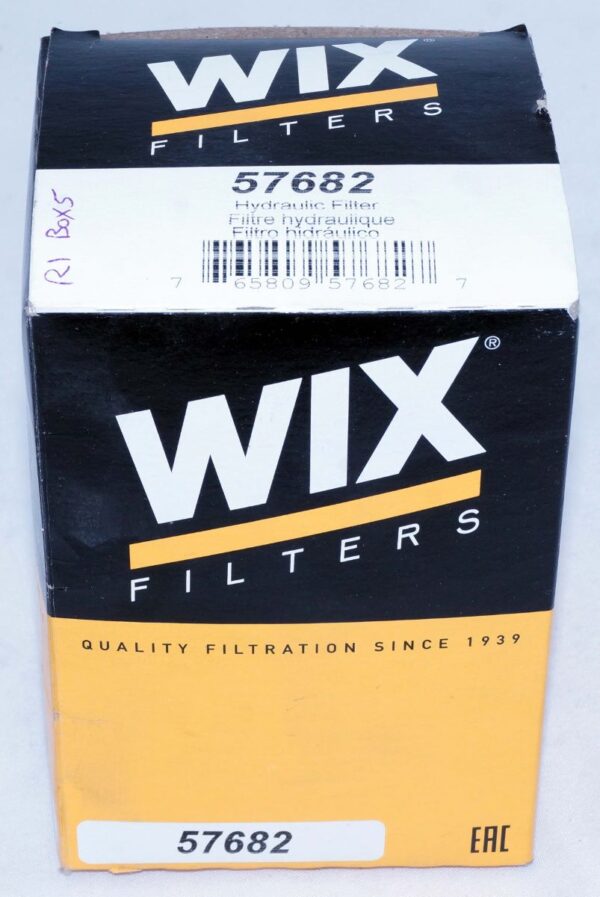 WIX®
FILTERS
57682
Hydraulic Filter
Filtre hydraulique
Filtro hidráulico
7 65809 57682 7
R1 Box5
WIX®
FILTERS
QUALITY FILTRATION SINCE 1939
57682
EAC